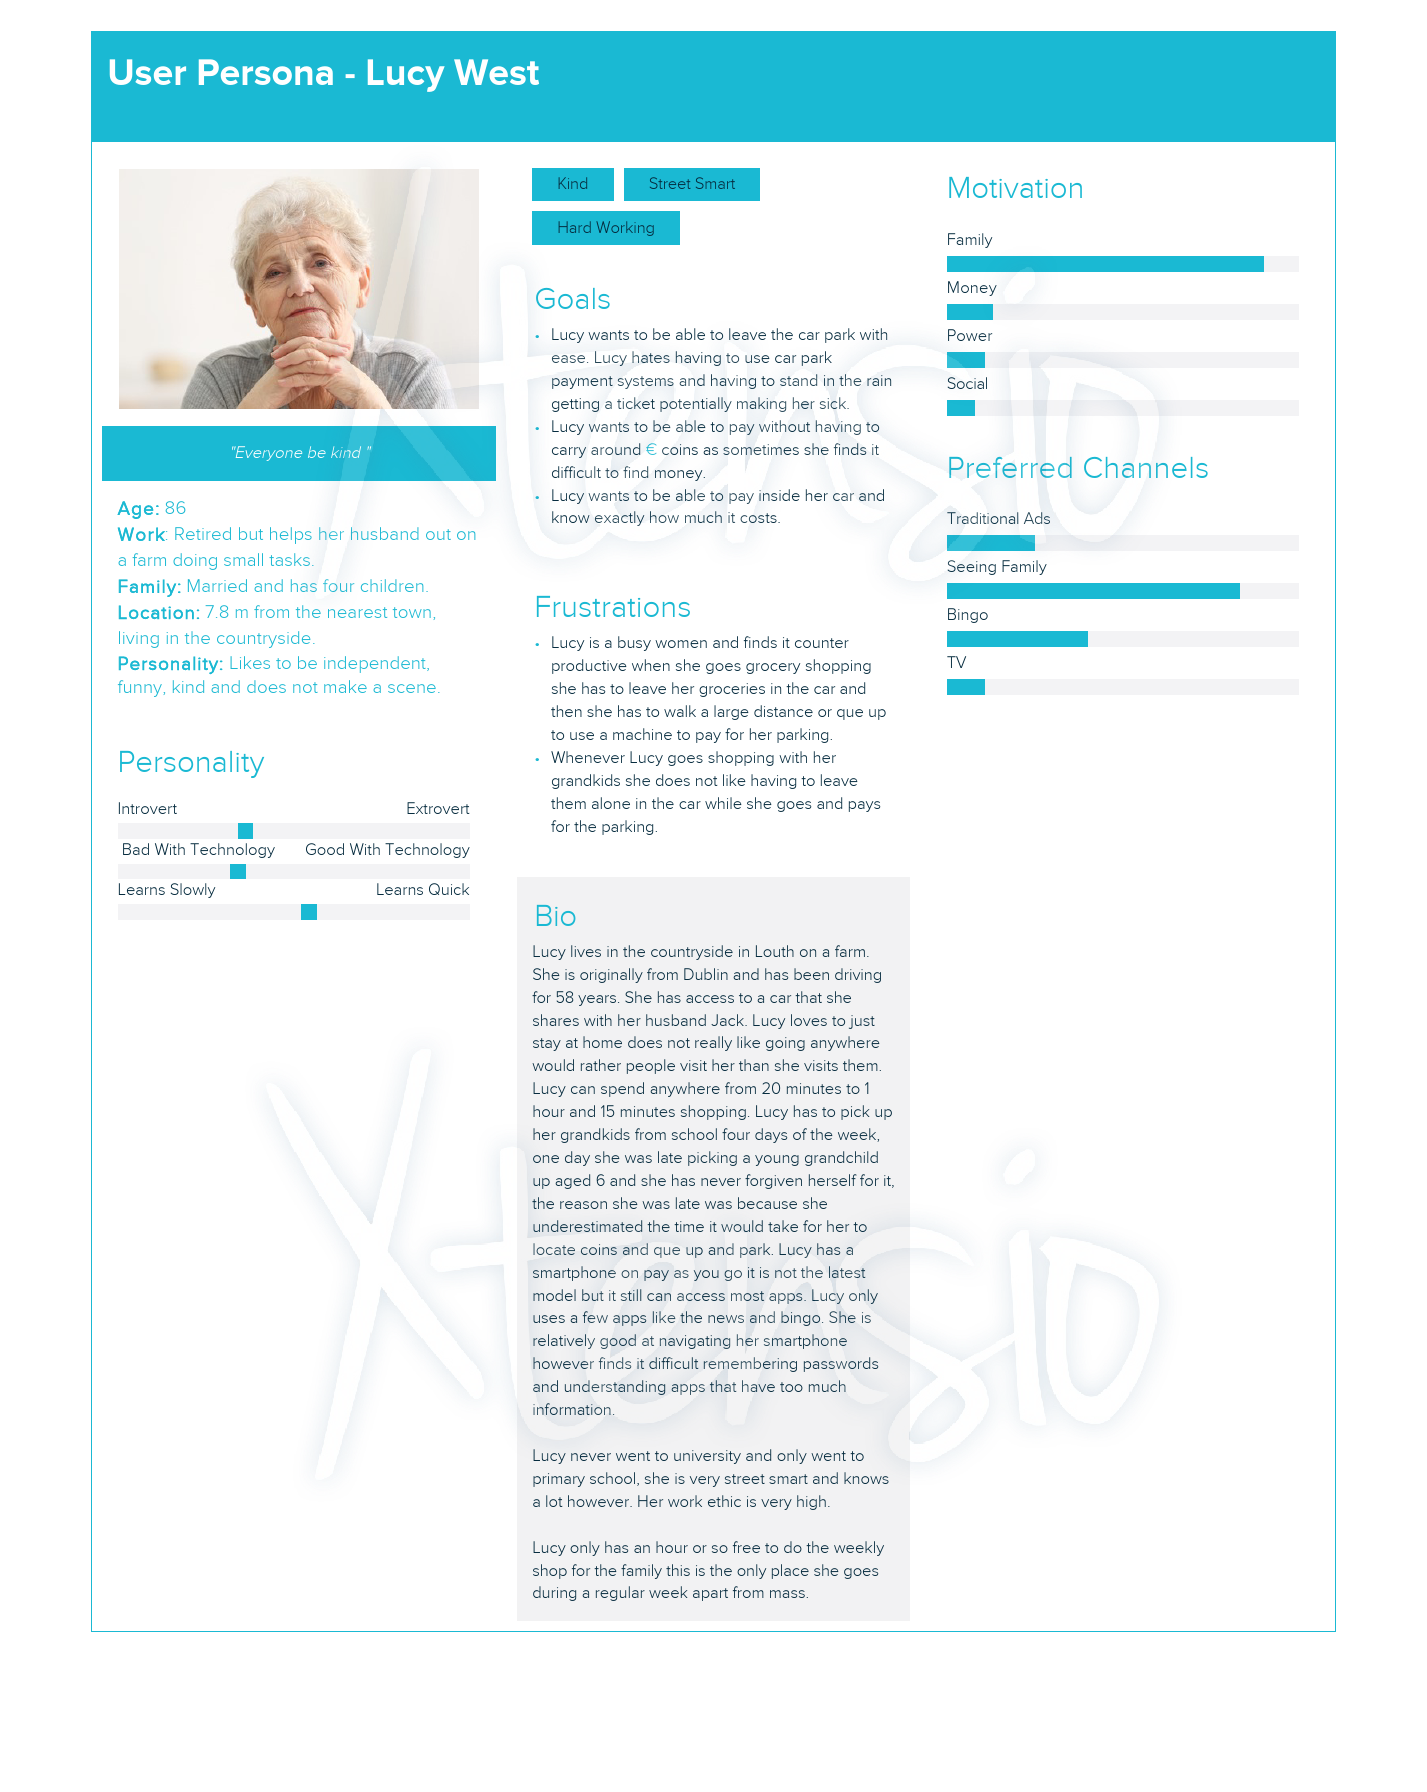 User Persona - Lucy West
"Everyone be kind "
Age: 86
Work: Retired but helps her husband out on
a farm doing small tasks.
Family: Married and has four children.
Location: 7.8 m from the nearest town,
living in the countryside.
Personality: Likes to be independent,
funny, kind and does not make a scene.
Personality
Introvert Extrovert
Bad With Technology Good With Technology
Learns Slowly Learns Quick
Kind Street Smart
Hard Working
Goals
• Lucy wants to be able to leave the car park with
ease. Lucy hates having to use car park
payment systems and having to stand in the rain
getting a ticket potentially making her sick.
• Lucy wants to be able to pay without having to
carry around € coins as sometimes she finds it
difficult to find money.
• Lucy wants to be able to pay inside her car and
know exactly how much it costs.
Frustrations
• Lucy is a busy women and finds it counter
productive when she goes grocery shopping
she has to leave her groceries in the car and
then she has to walk a large distance or que up
to use a machine to pay for her parking.
• Whenever Lucy goes shopping with her
grandkids she does not like having to leave
them alone in the car while she goes and pays
for the parking.
Bio
Lucy lives in the countryside in Louth on a farm.
She is originally from Dublin and has been driving
for 58 years. She has access to a car that she
shares with her husband Jack. Lucy loves to just
stay at home does not really like going anywhere
would rather people visit her than she visits them.
Lucy can spend anywhere from 20 minutes to 1
hour and 15 minutes shopping. Lucy has to pick up
her grandkids from school four days of the week,
one day she was late picking a young grandchild
up aged 6 and she has never forgiven herself for it,
the reason she was late was because she
underestimated the time it would take for her to
locate coins and que up and park. Lucy has a
smartphone on pay as you go it is not the latest
model but it still can access most apps. Lucy only
uses a few apps like the news and bingo. She is
relatively good at navigating her smartphone
however finds it difficult remembering passwords
and understanding apps that have too much
information.
Lucy never went to university and only went to
primary school, she is very street smart and knows
a lot however. Her work ethic is very high.
Lucy only has an hour or so free to do the weekly
shop for the family this is the only place she goes
during a regular week apart from mass.
Motivation
Family
Money
Power
Social
Preferred Channels
Traditional Ads
Seeing Family
Bingo
TV
Xtensio
Xtensio